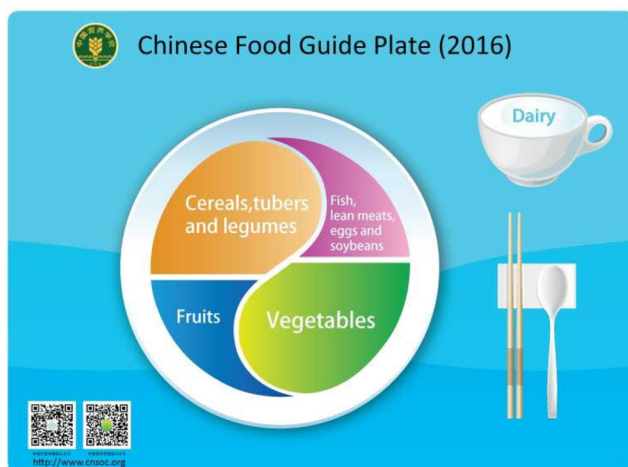 Chinese Food Guide Plate (2016)
Dairy
Cereals,tubers
and legumes
Fish,
lean meats,
eggs and
soybeans
Fruits
Vegetables
http://www.cnsoc.org